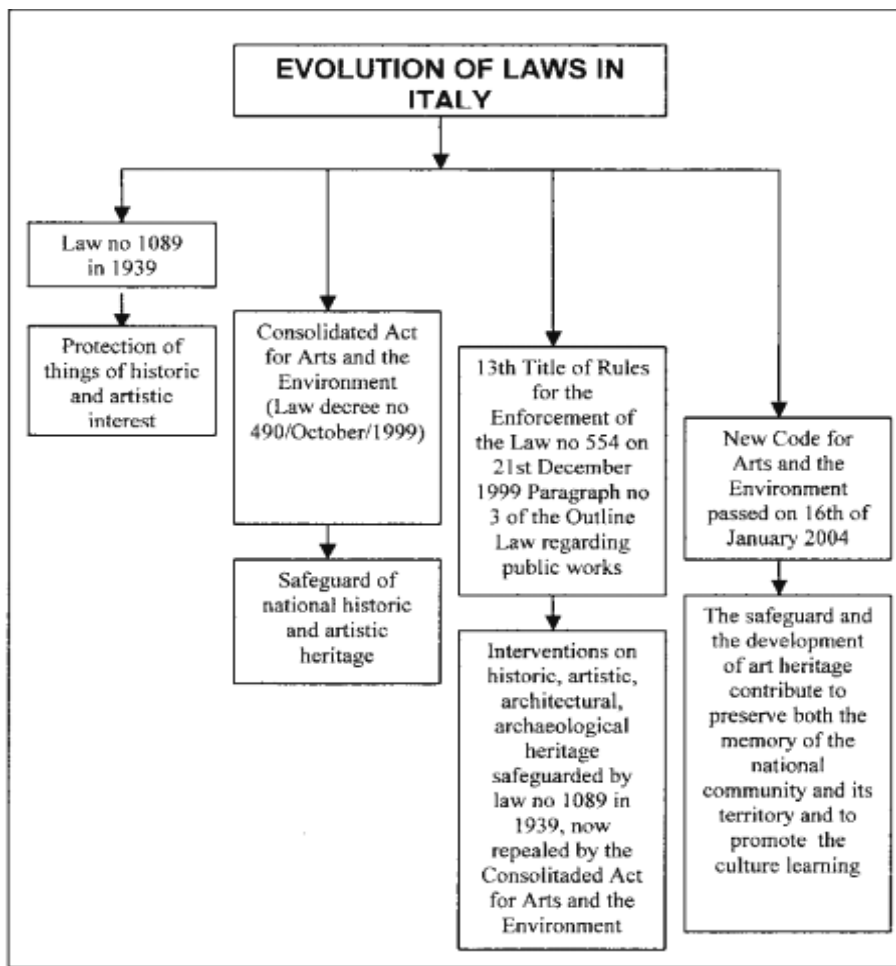 EVOLUTION OF LAWS IN
ITALY
Law no 1089
in 1939
Protection of
things of historic
and artistic
interest
Consolidated Act
for Arts and the
Environment
(Law decree no
490/October/1999)
Safeguard of
national historic
and artistic
heritage
13th Title of Rules
for the
Enforcement of
the Law no 554 on
21st December
1999 Paragraph no
3 of the Outline
Law regarding
public works
Interventions on
historic, artistic,
architectural,
archaeological
heritage
safeguarded by
law no 1089 in
1939, now
repealed by the
Consolitaded Act
for Arts and the
Environment
New Code for
Arts and the
Environment
passed on 16th of
January 2004
The safeguard and
the development
of art heritage
contribute to
preserve both the
memory of the
national
community and its
territory and to
promote the
culture learning